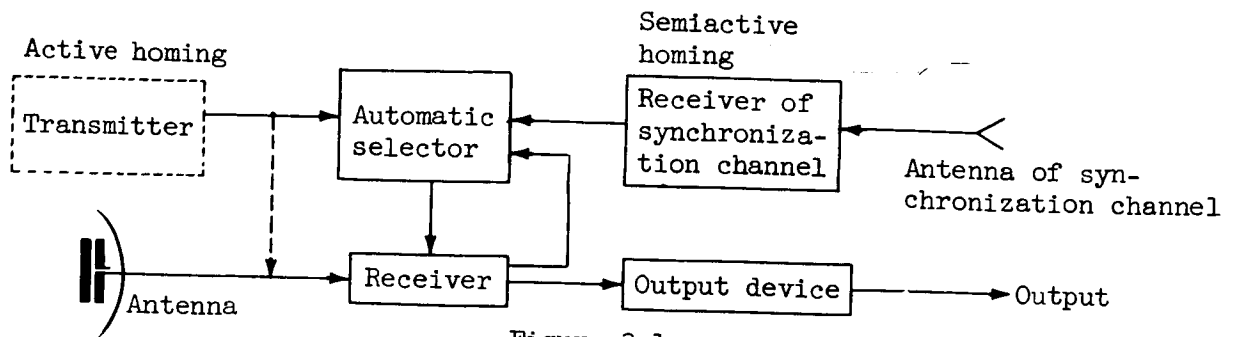 Active homing
Transmitter
Automatic
selector
Semiactive
homing
Receiver of
synchroniza-
tion channel
Antenna of syn-
chronization channel
Antenna
Receiver
Output device
Output